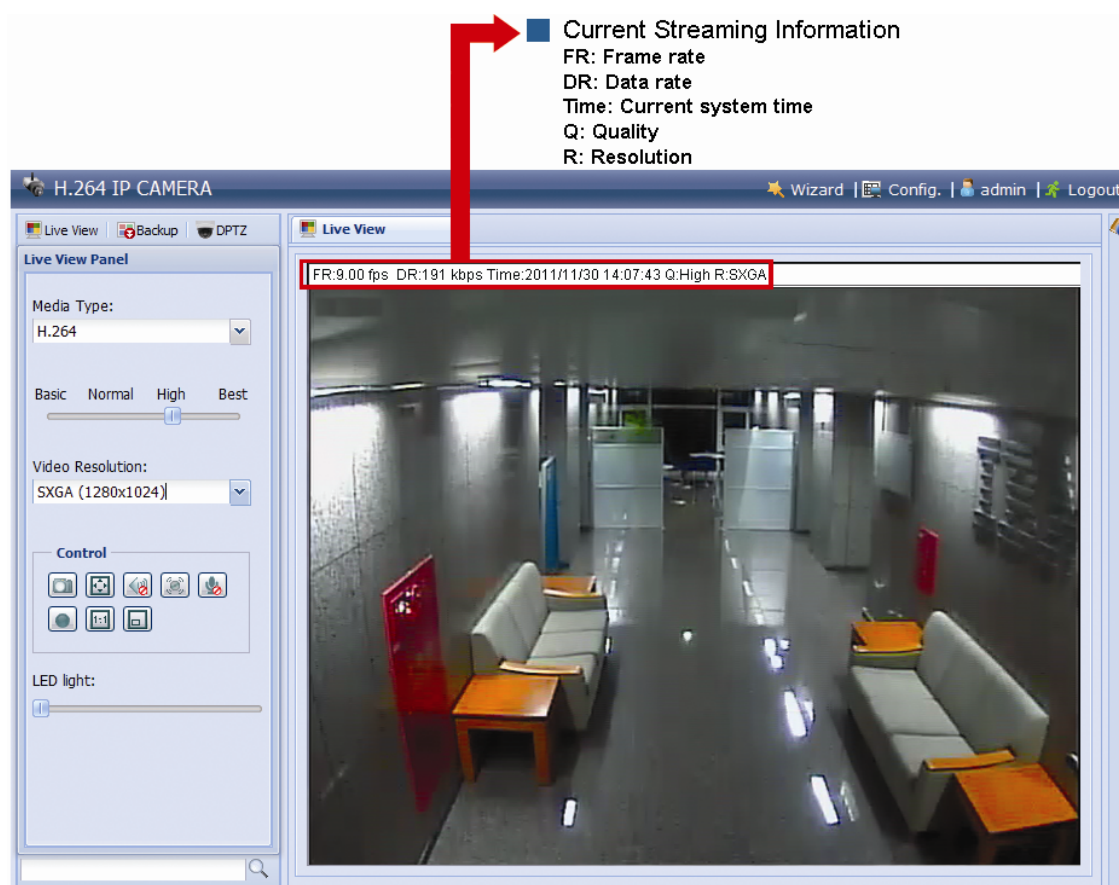 Current Streaming Information
FR: Frame rate
DR: Data rate
Time: Current system time
Q: Quality
R: Resolution
H.264 IP CAMERA
Wizard | Config. | admin | Logout
Live View Backup DPTZ
Live View
Live View Panel
FR:9.00 fps DR:191 kbps Time:2011/11/30 14:07:43 Q:High R:SXGA
Media Type:
H.264
Basic Normal High Best
Video Resolution:
SXGA (1280x1024)
Control
1:1
LED light: